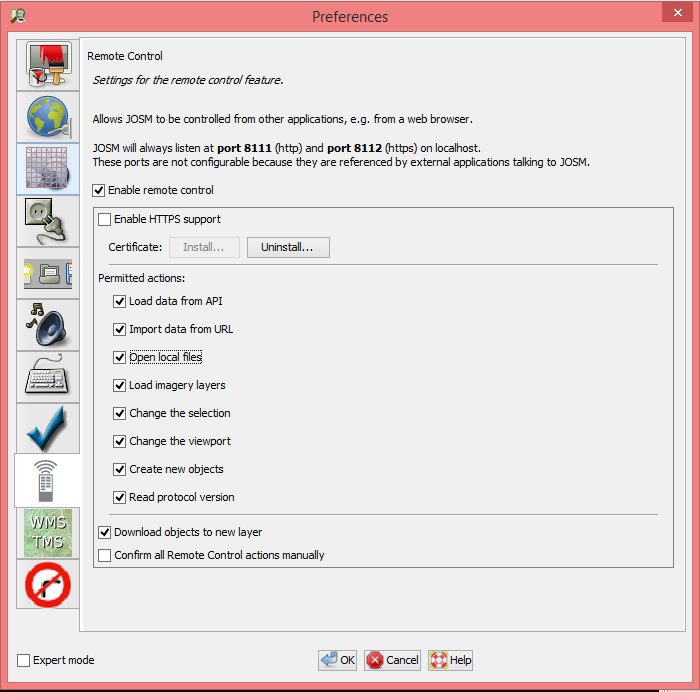 Preferences
Remote Control
Settings for the remote control feature.
Allows JOSM to be controlled from other applications, e.g. from a web browser.
JOSM will always listen at port 8111 (http) and port 8112 (https) on localhost.
These ports are not configurable because they are referenced by external applications talking to JOSM.
Enable remote control
Enable HTTPS support
Certificate: Install... Uninstall...
Permitted actions:
Load data from API
Import data from URL
Open local files
Load imagery layers
Change the selection
Change the viewport
Create new objects
Read protocol version
WMS
TMS
Download objects to new layer
Confirm all Remote Control actions manually
Expert mode OK Cancel Help